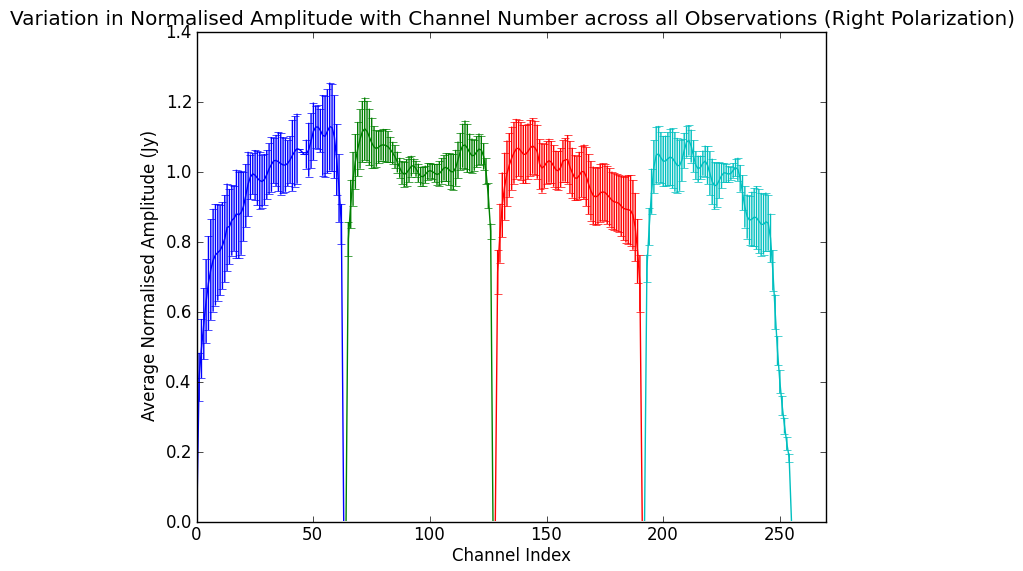 Variation in Normalised Amplitude with Channel Number across all Observations (Right Polarization)
1.4
1.2
1.0
0.8
0.6
0.4
0.2
0.0
Average Normalised Amplitude (Jy)
0 50 100 150 200 250
Channel Index